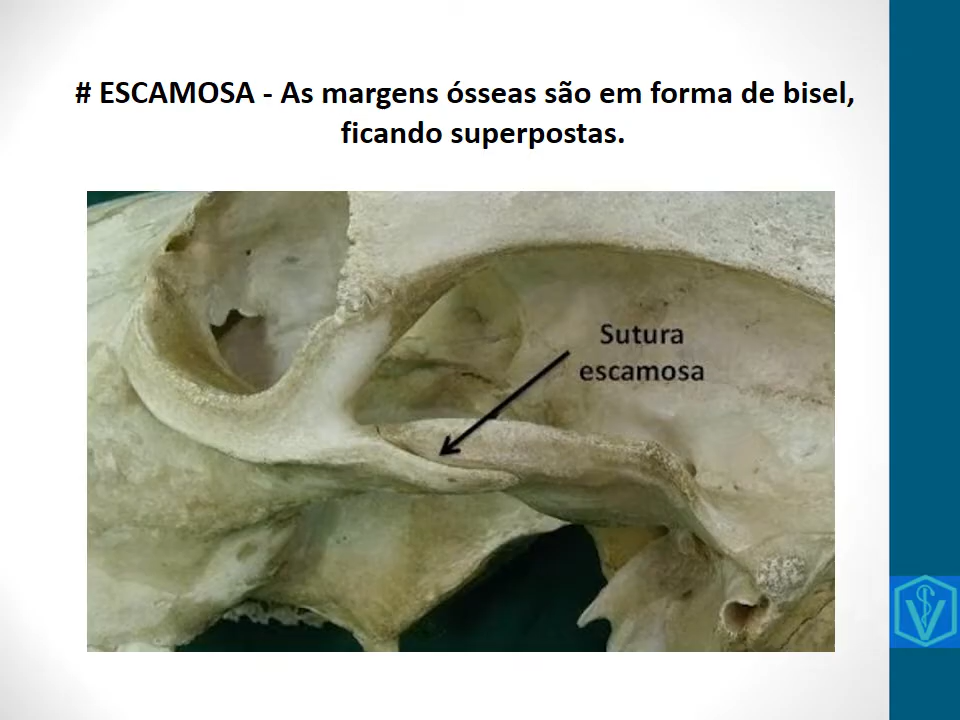 # ESCAMOSA - As margens ósseas são em forma de bisel,
ficando superpostas.
Sutura
escamosa